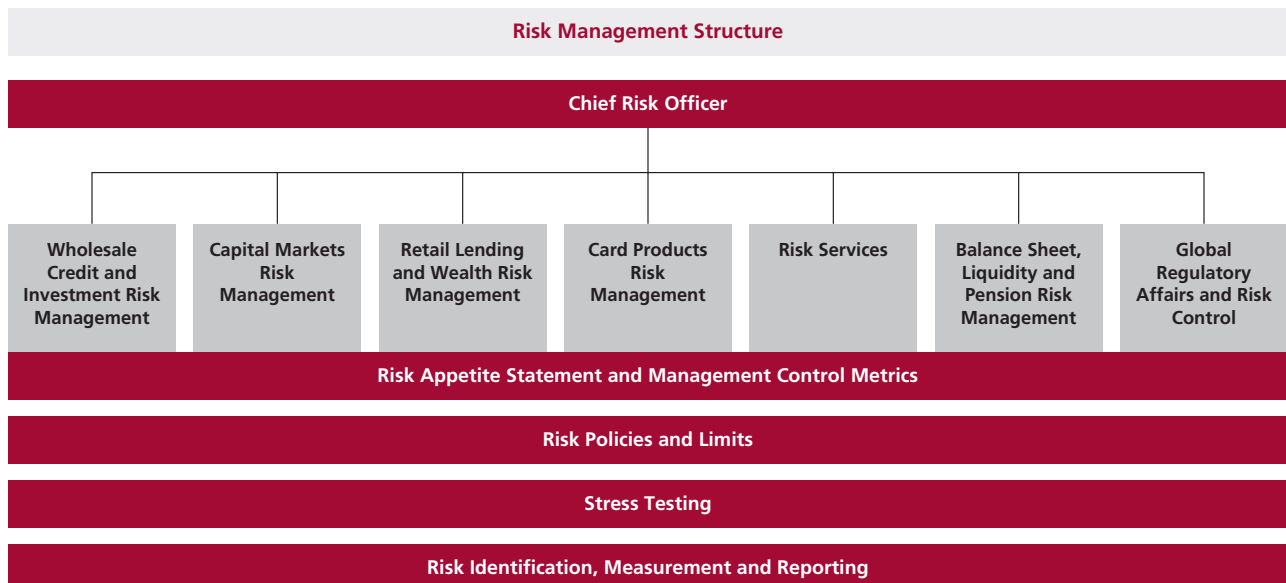 Risk Management Structure
Chief Risk Officer
Wholesale
Credit and
Investment Risk
Management
Capital Markets
Risk
Management
Retail Lending
and Wealth Risk
Management
Card Products
Risk
Management
Risk Services
Balance Sheet,
Liquidity and
Pension Risk
Management
Global
Regulatory
Affairs and Risk
Control
Risk Appetite Statement and Management Control Metrics
Risk Policies and Limits
Stress Testing
Risk Identification, Measurement and Reporting